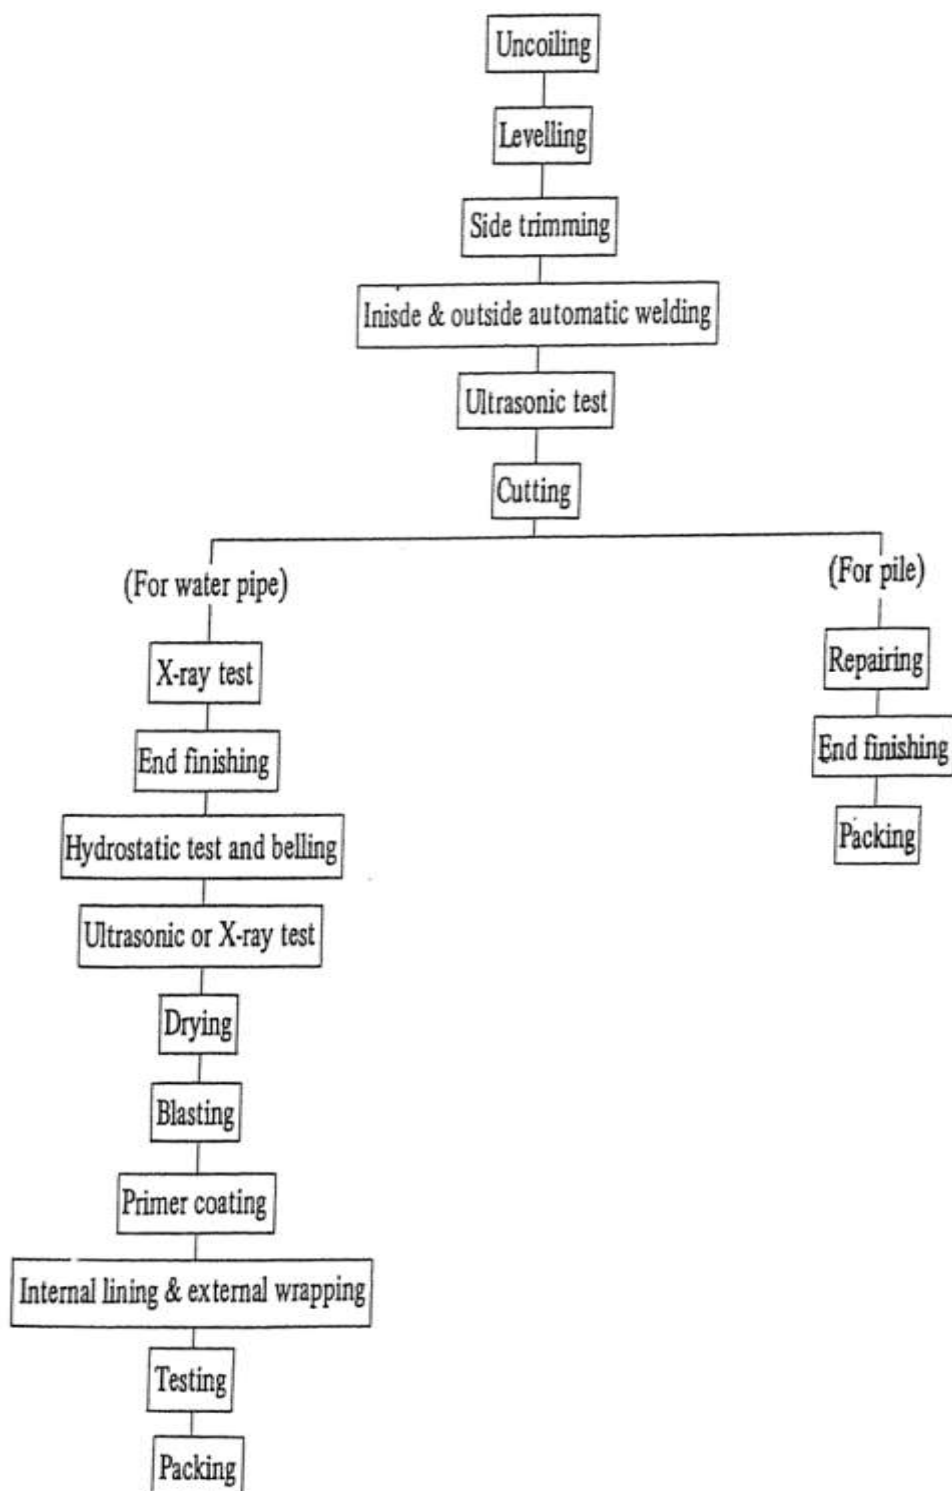 Uncoiling
Levelling
Side trimming
Inisde & outside automatic welding
Ultrasonic test
Cutting
(For water pipe)
X-ray test
End finishing
Hydrostatic test and belling
Ultrasonic or X-ray test
Drying
Blasting
Primer coating
Internal lining & external wrapping
Testing
Packing
(For pile)
Repairing
End finishing
Packing